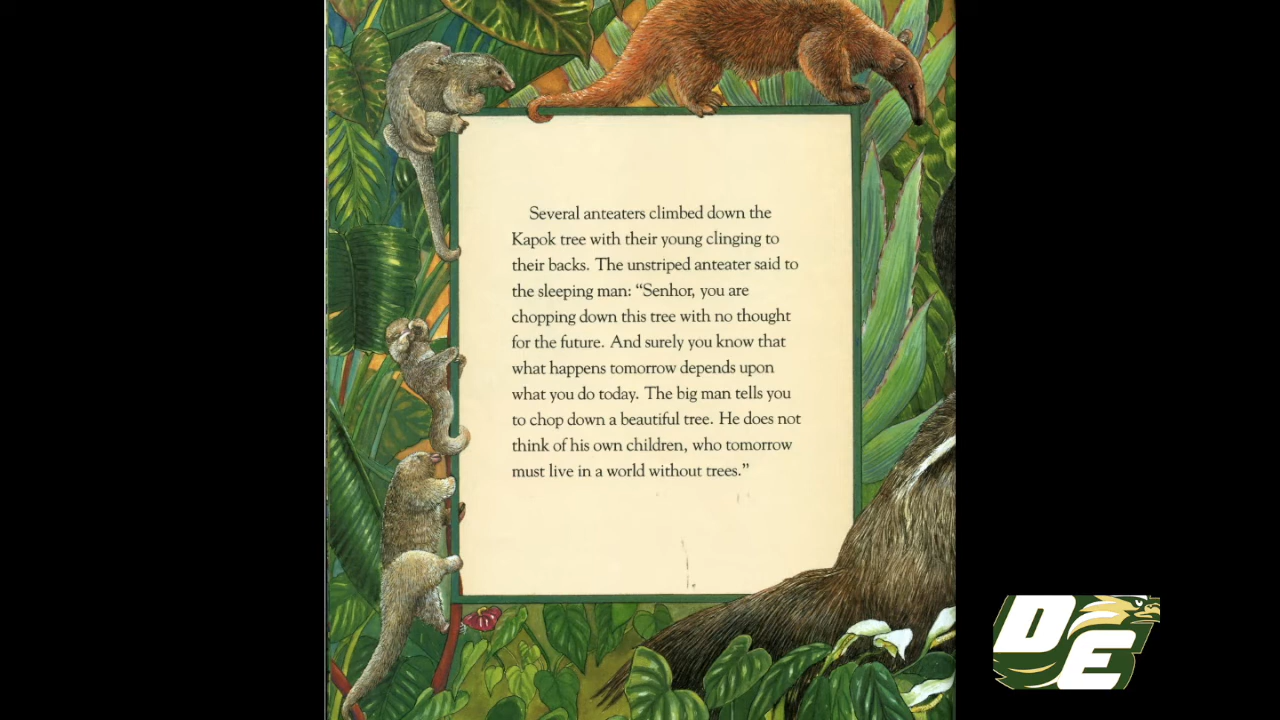 Several anteaters climbed down the
Kapok tree with their young clinging to
their backs. The unstriped anteater said to
the sleeping man: “Senhor, you are
chopping down this tree with no thought
for the future. And surely you know that
what happens tomorrow depends upon
what you do today. The big man tells you
to chop down a beautiful tree. He does not
think of his own children, who tomorrow
must live in a world without trees.”
DE